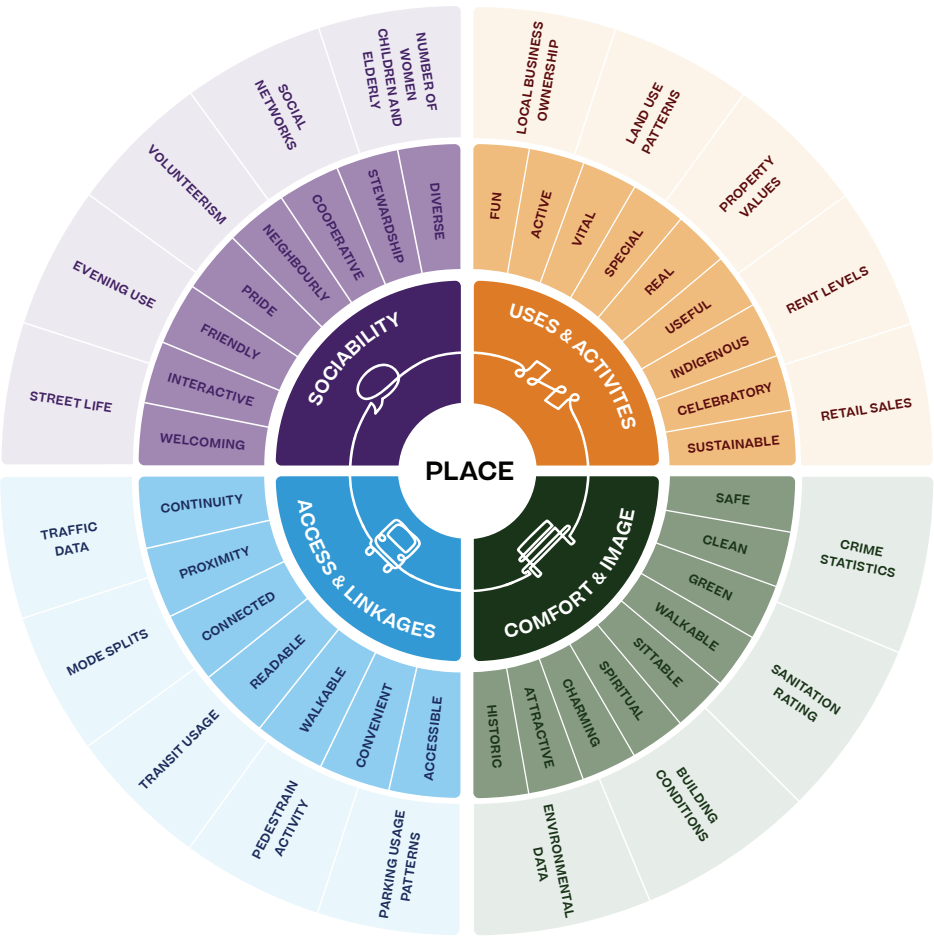 PLACE
SOCIABILITY
USES & ACTIVITES
COMFORT & IMAGE
ACCESS & LINKAGES
WELCOMING
INTERACTIVE
FRIENDLY
PRIDE
NEIGHBOURLY
COOPERATIVE
STEWARDSHIP
DIVERSE
FUN
ACTIVE
VITAL
SPECIAL
REAL
USEFUL
INDIGENOUS
CELEBRATORY
SUSTAINABLE
SAFE
CLEAN
GREEN
WALKABLE
SITTABLE
SPIRITUAL
CHARMING
ATTRACTIVE
HISTORIC
ACCESSIBLE
CONVENIENT
WALKABLE
READABLE
CONNECTED
PROXIMITY
CONTINUITY
STREET LIFE
EVENING USE
VOLUNTEERISM
SOCIAL
NETWORKS
NUMBER OF
WOMEN
CHILDREN AND
ELDERLY
LOCAL BUSINESS
OWNERSHIP
LAND USE
PATTERNS
PROPERTY
VALUES
RENT LEVELS
RETAIL SALES
CRIME
STATISTICS
SANITATION
RATING
BUILDING
CONDITIONS
ENVIRONMENTAL
DATA
PARKING USAGE
PATTERNS
PEDESTRAIN
ACTIVITY
TRANSIT USAGE
MODE SPLITS
TRAFFIC
DATA